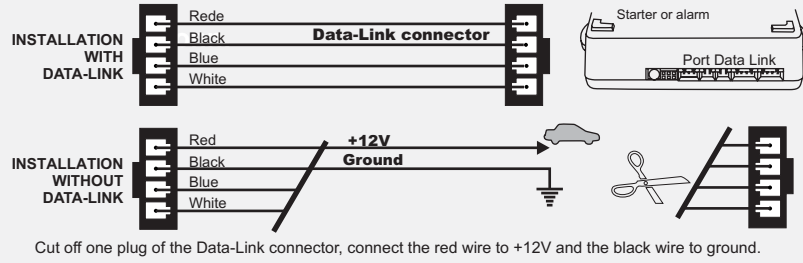 INSTALLATION
WITH
DATA-LINK
Rede
Black
Blue
White
Data-Link connector
Starter or alarm
Port Data Link
INSTALLATION
WITHOUT
DATA-LINK
Red
Black
Blue
White
+12V
Ground
Cut off one plug of the Data-Link connector, connect the red wire to +12V and the black wire to ground.